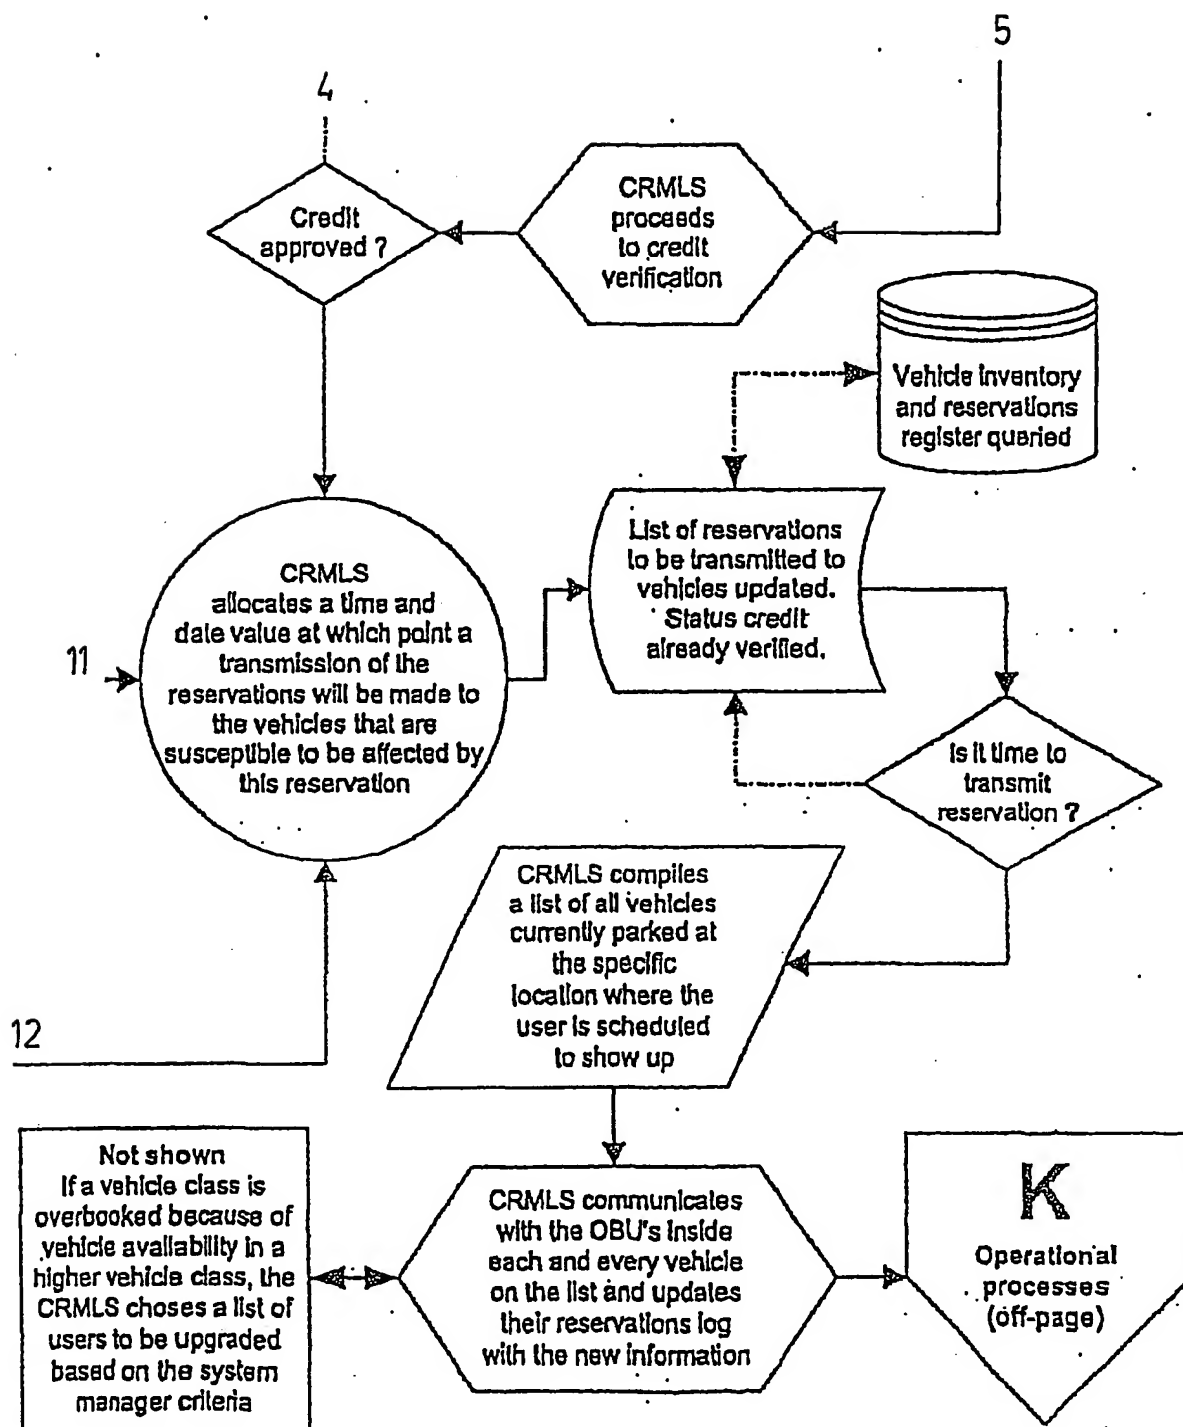 5
4
CRMLS
proceeds
to credit
verification
Credit
approved ?
Vehicle inventory
and reservations
register queried
List of reservations
to be transmitted to
vehicles updated.
Status credit
already verified.
CRMLS
allocates a time and
date value at which point a
transmission of the
reservations will be made to
the vehicles that are
susceptible to be affected by
this reservation
11
Is it time to
transmit
reservation ?
CRMLS compiles
a list of all vehicles
currently parked at
the specific
location where the
user is scheduled
to show up
12
Not shown
If a vehicle class is
overbooked because of
vehicle availability in a
higher vehicle class, the
CRMLS choses a list of
users to be upgraded
based on the system
manager criteria
CRMLS communicates
with the OBU's inside
each and every vehicle
on the list and updates
their reservations log
with the new information
K
Operational
processes
(off-page)